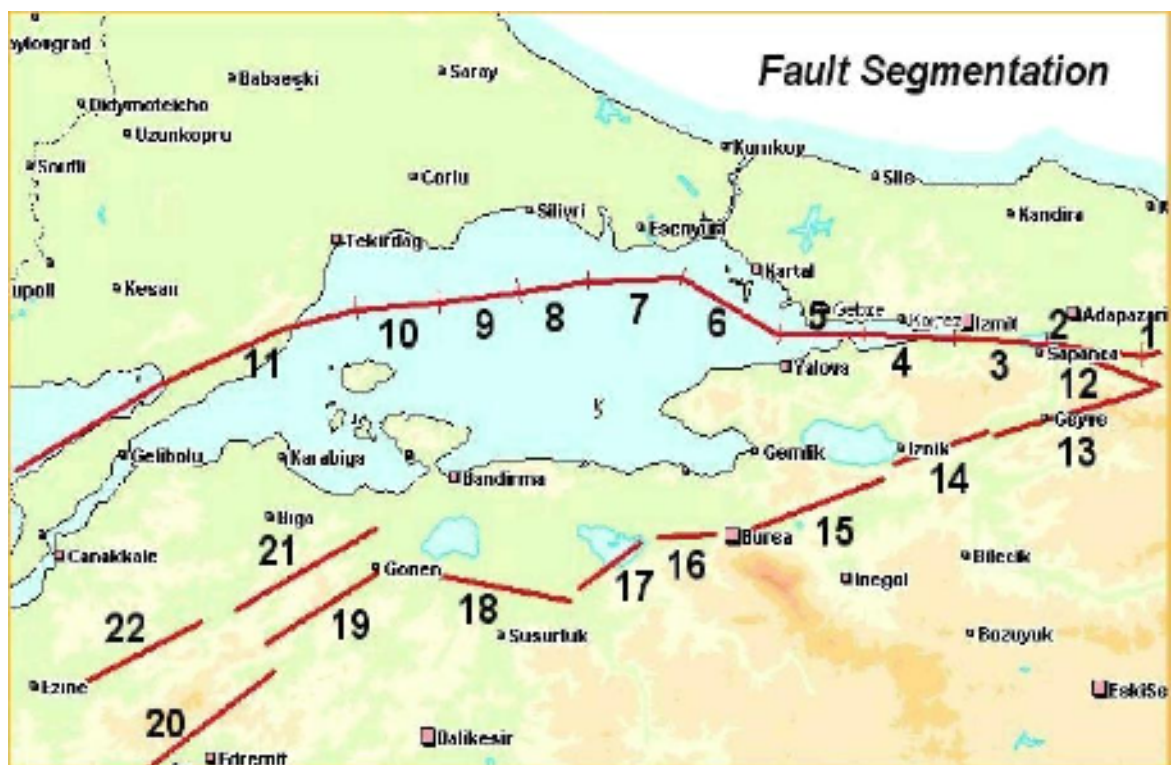 Fault Segmentation
Saray
Babaeski
Didymoteicho
Uzunkopru
Soufli
Corlu
Kumkoy
Sile
Kandira
Silivri
Esenyurt
Tekirdag
Kartal
Kesan
upoli
Gebze
Korfez
Izmit
2
Adapazari
1
5
7
6
8
9
10
11
4
3
Sapanca
Yalova
12
Geyve
13
Gelibolu
Karabiga
Bandirma
Gemlik
Iznik
14
15
Biga
21
Canakkale
Gonen
16
Bursa
17
18
Bilecik
Inegol
22
19
Susurluk
Bozuyuk
Ezine
EskiSe
20
Balikesir
Edremit